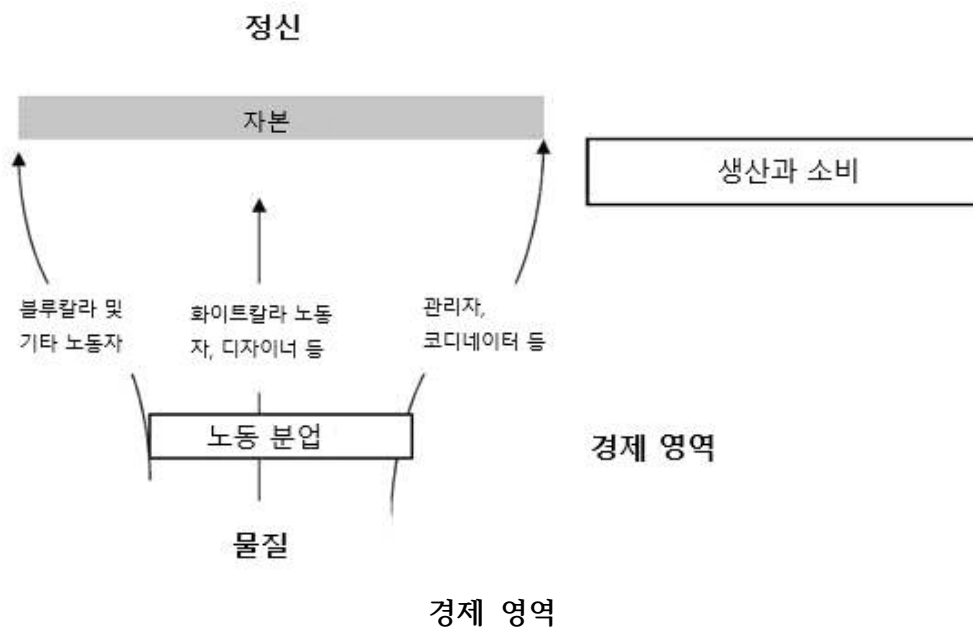 정신
자본
생산과 소비
블루칼라 및
기타 노동자
화이트칼라 노동
자, 디자이너 등
관리자,
코디네이터 등
노동 분업
경제 영역
물질
경제 영역